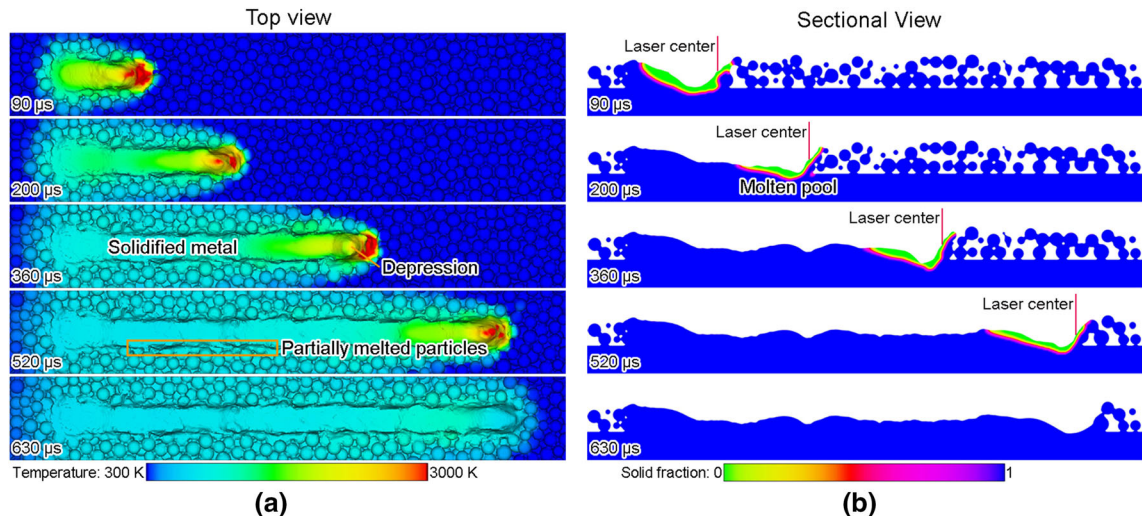 Top view
90 μs
200 μs
Solidified metal
Depression
360 μs
Partially melted particles
520 μs
630 μs
Temperature: 300 K
3000 K
(a)
Sectional View
Laser center
90 μs
Laser center
Molten pool
200 μs
Laser center
360 μs
Laser center
520 μs
630 μs
Solid fraction: 0
1
(b)